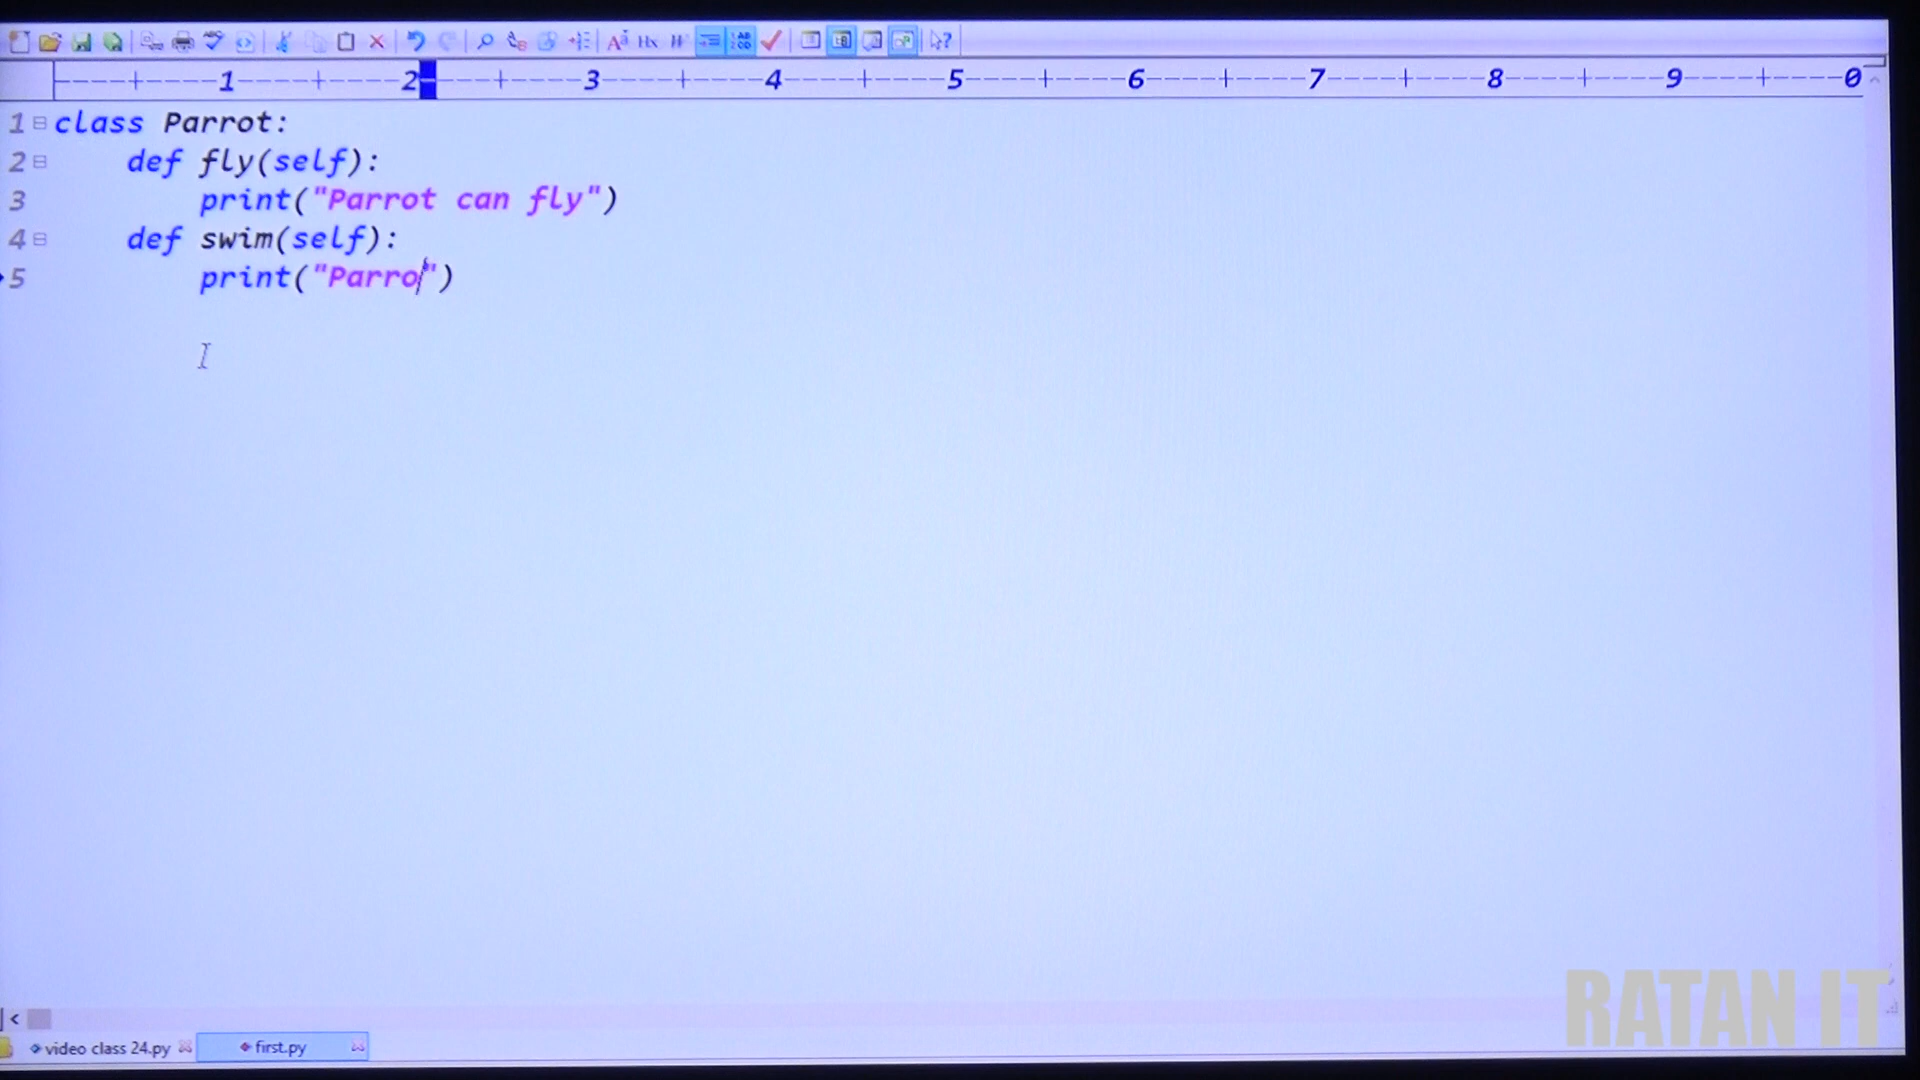 ----+----1----+----2----+----3----+----4----+----5----+----6----+----7----+----8----+----9----+----0
1 class Parrot:
2 def fly(self):
3 print("Parrot can fly")
4 def swim(self):
5 print("Parro")
RATAN IT
video class 24.py first.py